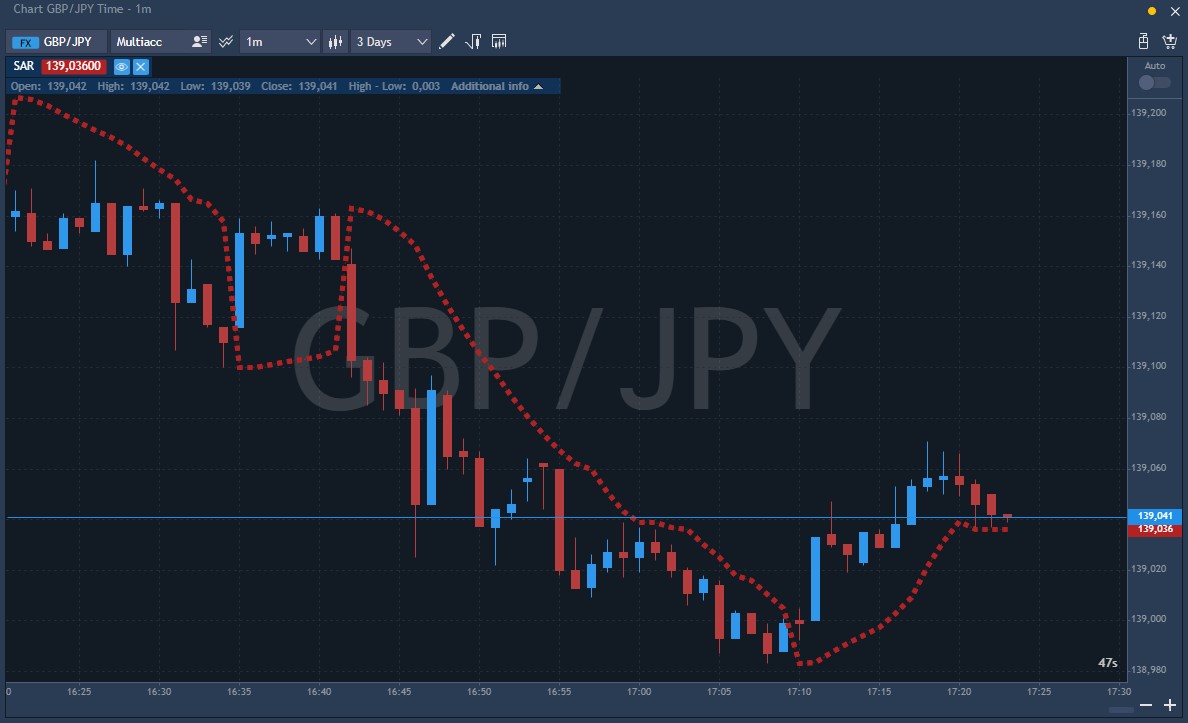 Chart GBP/JPY Time - 1m
FX GBP/JPY Multiacc 1m 3 Days
SAR 139,03600
Auto
Open: 139,042 High: 139,042 Low: 139,039 Close: 139,041 High - Low: 0,003 Additional info
139,200
139,180
139,160
139,140
139,120
GBP/JPY
139,100
139,080
139,060
139,041
139,036
139,020
139,000
47s
138,980
0 16:25 16:30 16:35 16:40 16:45 16:50 16:55 17:00 17:05 17:10 17:15 17:20 17:25 17:30